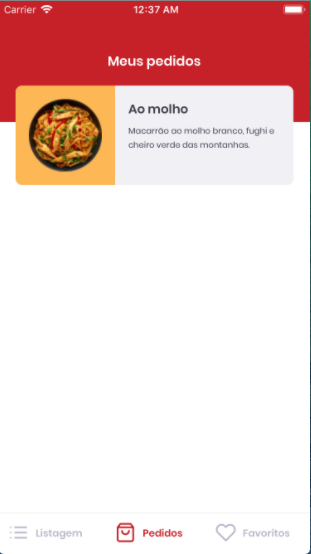 Carrier 12:37 AM
Meus pedidos
Ao molho
Macarrão ao molho branco, fughi e
cheiro verde das montanhas.
Listagem Pedidos Favoritos